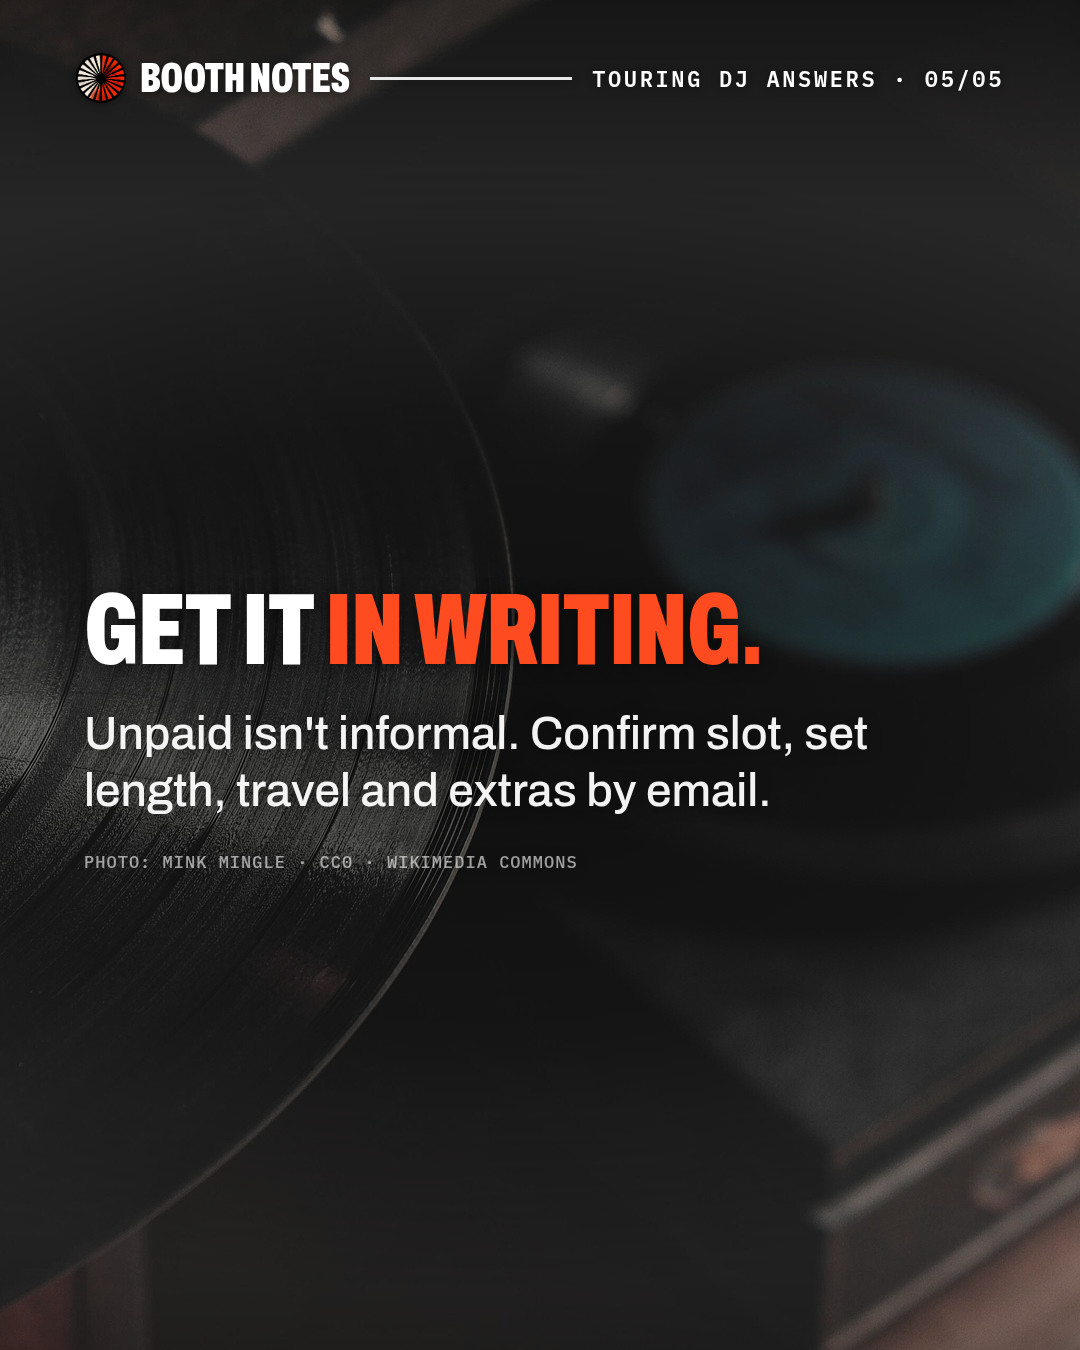 BOOTH NOTES
TOURING DJ ANSWERS · 05/05
GET IT IN WRITING.
Unpaid isn't informal. Confirm slot, set
length, travel and extras by email.
PHOTO: MINK MINGLE · CC0 · WIKIMEDIA COMMONS